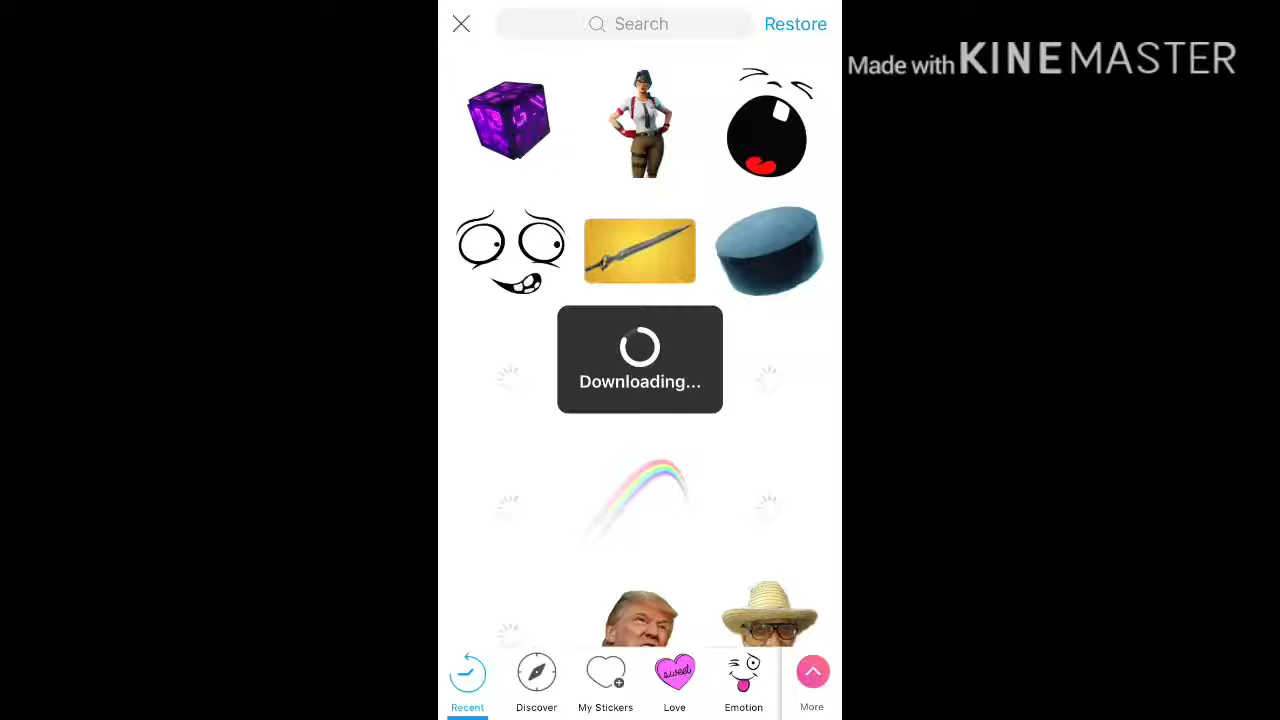 Search
Restore
Made with KINEMASTER
Downloading...
sweet
Recent
Discover
My Stickers
Love
Emotion
More